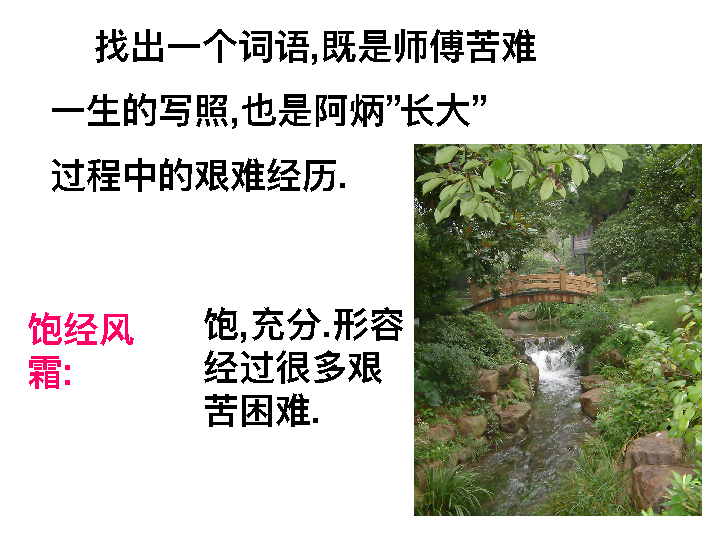 找出一个词语,既是师傅苦难
一生的写照,也是阿炳”长大”
过程中的艰难经历.
饱经风
霜:
饱,充分.形容
经过很多艰
苦困难.